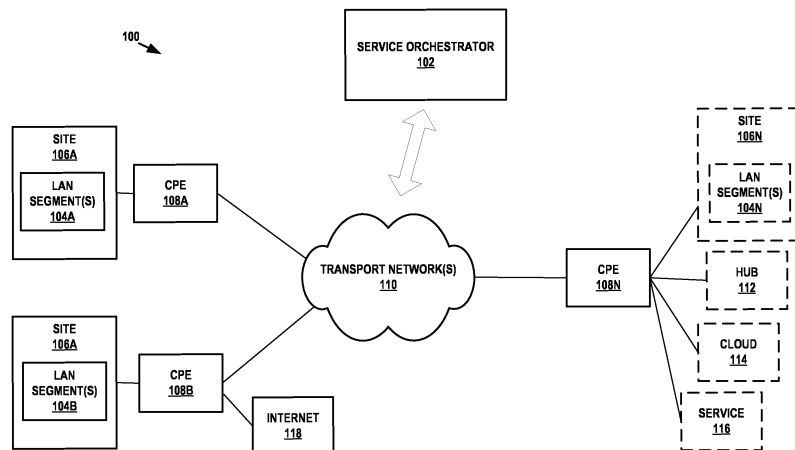 100
SERVICE ORCHESTRATOR
102
SITE
106A
LAN
SEGMENT(S)
104A
CPE
108A
TRANSPORT NETWORK(S)
110
CPE
108N
SITE
106N
LAN
SEGMENT(S)
104N
HUB
112
CLOUD
114
SERVICE
116
SITE
106A
LAN
SEGMENT(S)
104B
CPE
108B
INTERNET
118